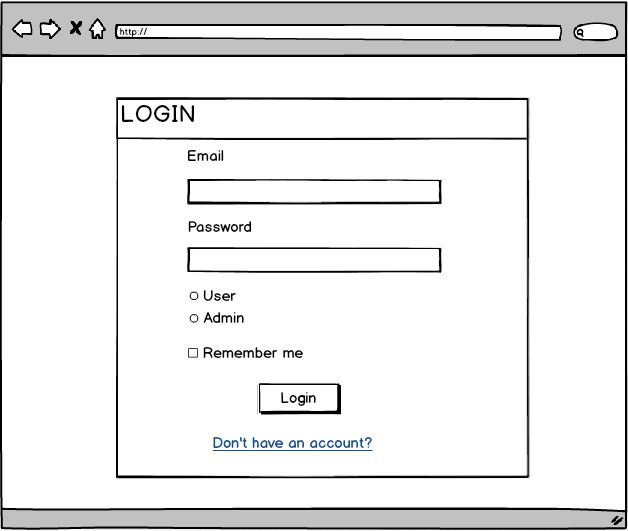 http://
LOGIN
Email
Password
User
Admin
Remember me
Login
Don't have an account?